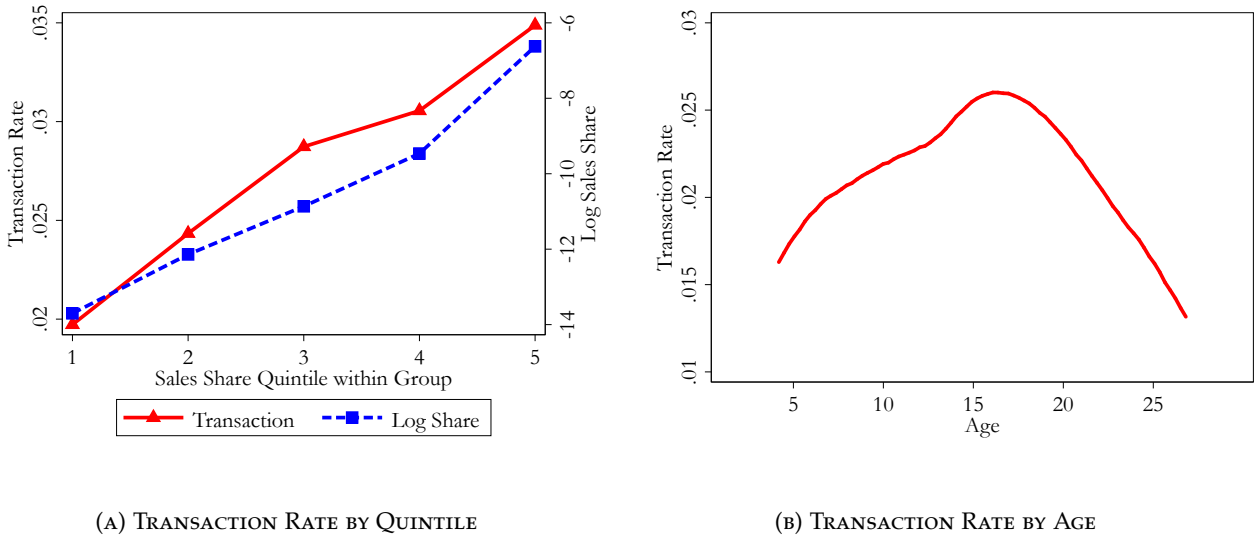 Transaction Rate
.02 .025 .03 .035
Log Sales Share
-14 -12 -10 -8 -6
1 2 3 4 5
Sales Share Quintile within Group
Transaction Log Share
(A) Transaction Rate by Quintile
Transaction Rate
.01 .015 .02 .025 .03
5 10 15 20 25
Age
(B) Transaction Rate by Age